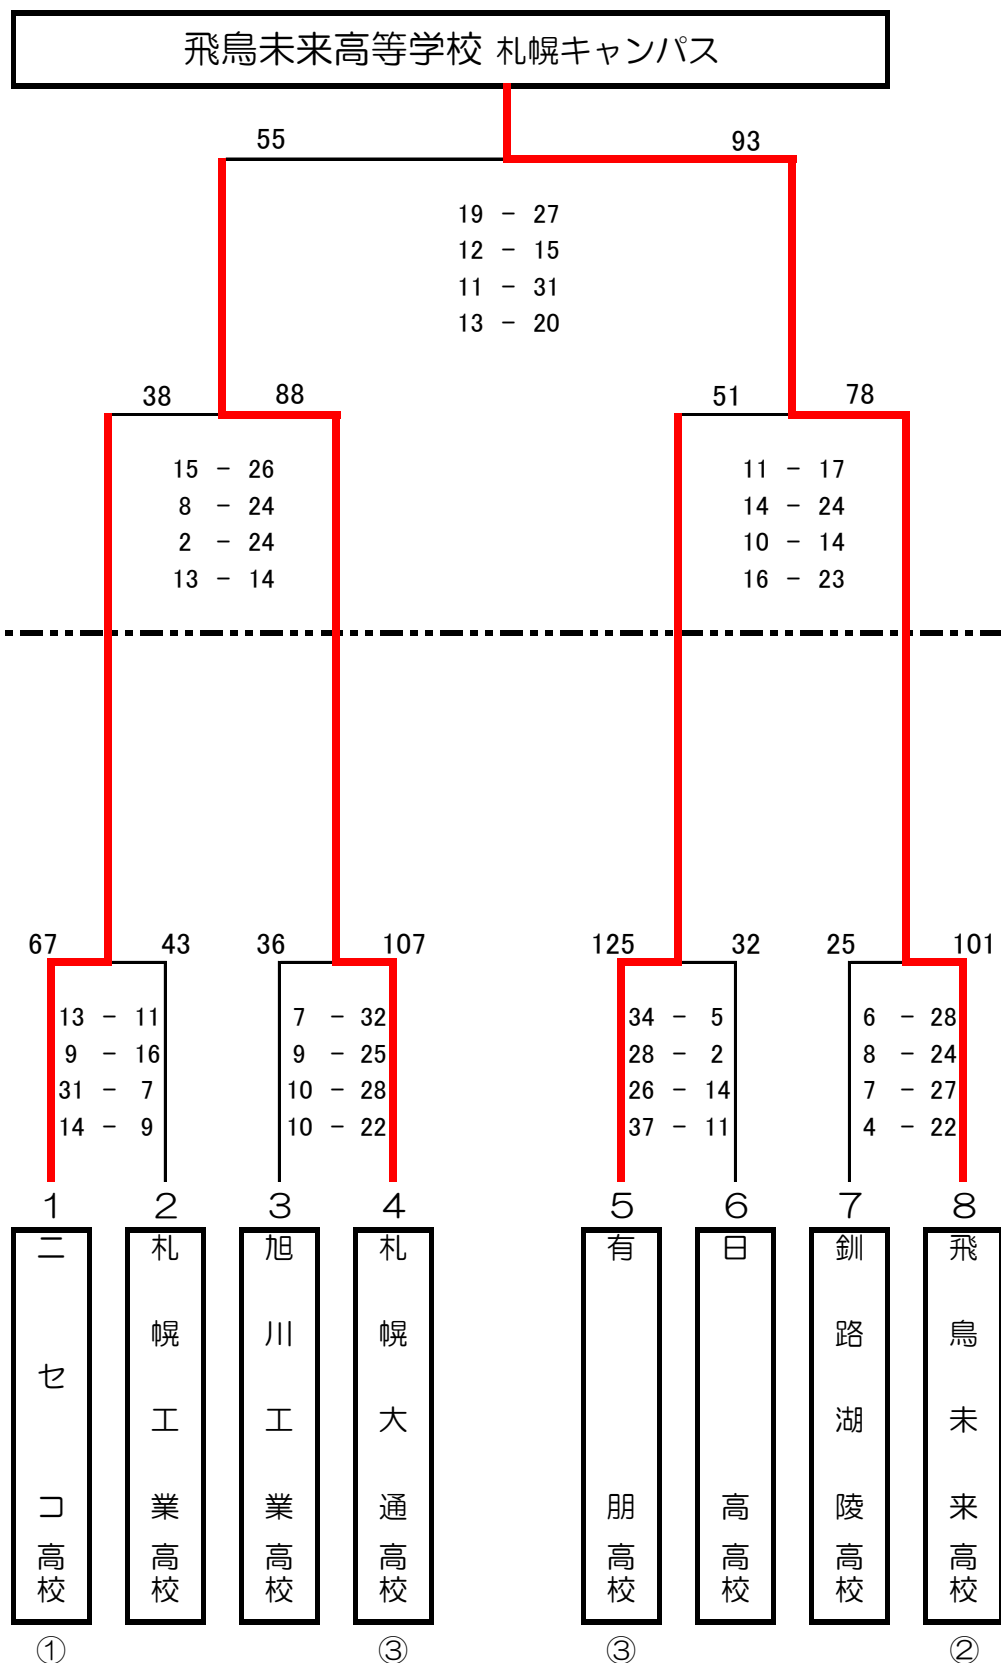 飛鳥未来高等学校 札幌キャンパス
55 93
19 - 27
12 - 15
11 - 31
13 - 20
38 88 51 78
15 - 26 11 - 17
8 - 24 14 - 24
2 - 24 10 - 14
13 - 14 16 - 23
67 43 36 107 125 32 25 101
13 - 11 7 - 32 34 - 5 6 - 28
9 - 16 9 - 25 28 - 2 8 - 24
31 - 7 10 - 28 26 - 14 7 - 27
14 - 9 10 - 22 37 - 11 4 - 22
1 2 3 4 5 6 7 8
ニセコ高校
札幌工業高校
旭川工業高校
札幌大通高校
有朋高校
日高高校
釧路湖陵高校
飛鳥未来高校
① ③ ③ ②